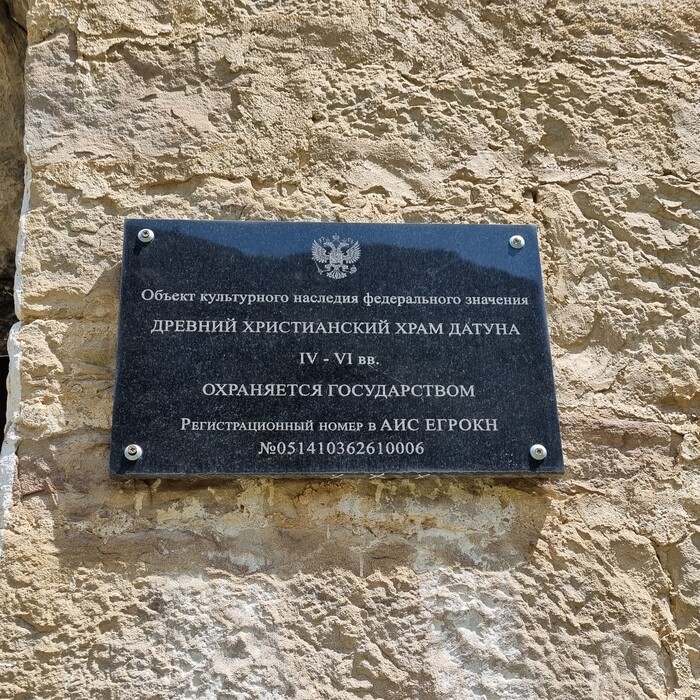 Объект культурного наследия федерального значения
ДРЕВНИЙ ХРИСТИАНСКИЙ ХРАМ ДАТУНА
IV - VI вв.
ОХРАНЯЕТСЯ ГОСУДАРСТВОМ
Регистрационный номер в АИС ЕГРОКН
№051410362610006